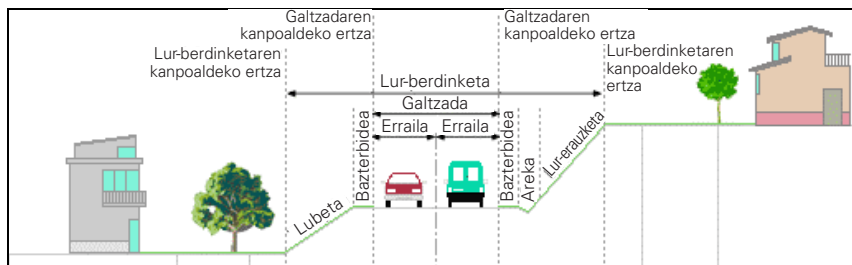 Galtzadaren
kanpoaldeko ertza
Galtzadaren
kanpoaldeko ertza
Lur-berdinketaren
kanpoaldeko ertza
Lur-berdinketaren
kanpoaldeko
ertza
Lur-berdinketa
Galtzada
Erraila
Erraila
Lubeta
Bazterbidea
Bazterbidea
Areka
Lur-erauzketa